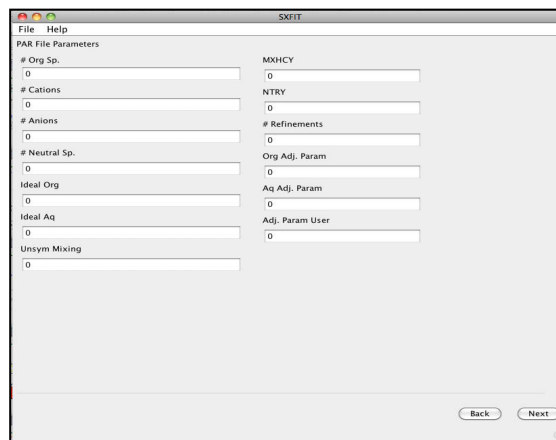 SXFIT
File Help
PAR File Parameters
# Org Sp.
0
# Cations
0
# Anions
0
# Neutral Sp.
0
Ideal Org
0
Ideal Aq
0
Unsym Mixing
0
MXHCY
0
NTRY
0
# Refinements
0
Org Adj. Param
0
Aq Adj. Param
0
Adj. Param User
0
Back Next